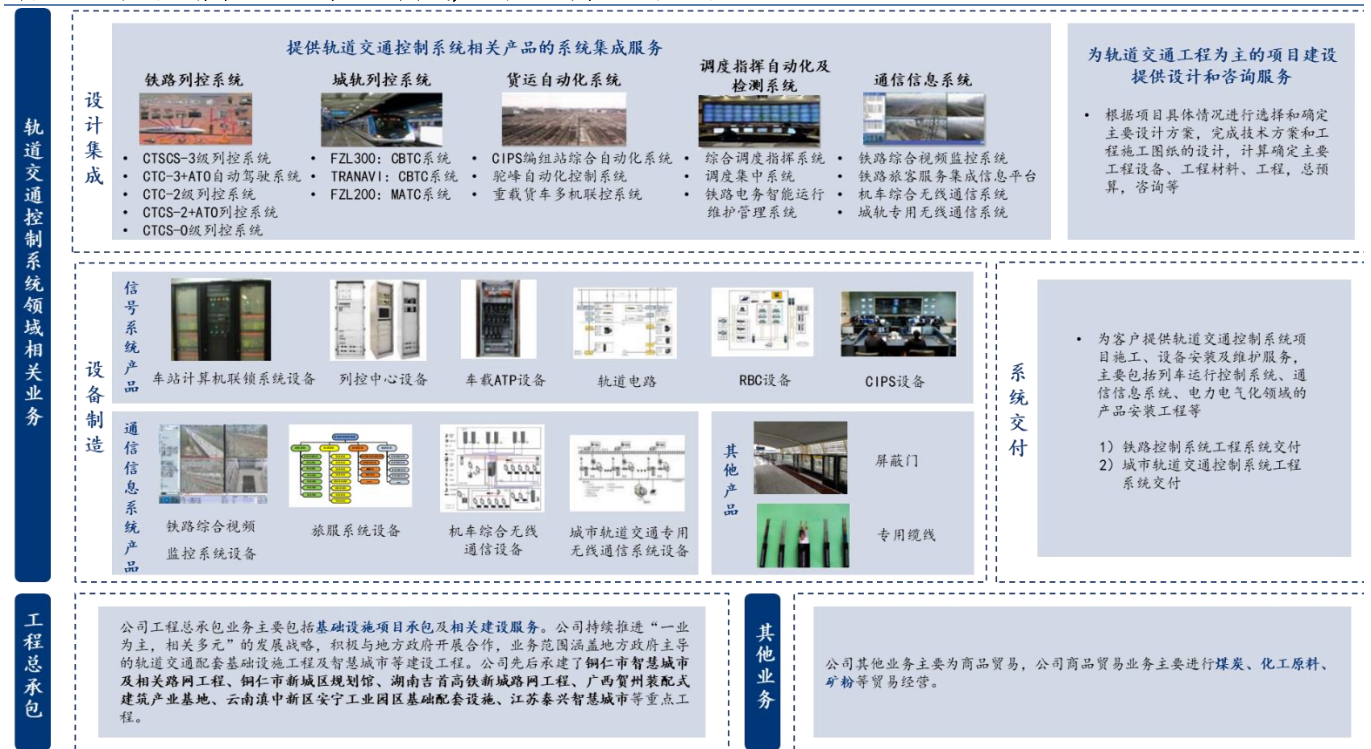 轨道交通控制系统领域相关业务
设计集成
提供轨道交通控制系统相关产品的系统集成服务
铁路列控系统
• CTSCS-3级列控系统
• CTC-3+ATO自动驾驶系统
• CTC-2级列控系统
• CTCS-2+ATO列控系统
• CTCS-0级列控系统
城轨列控系统
• FZL300: CBTC系统
• TRANAVI: CBTC系统
• FZL200: MATC系统
货运自动化系统
• CIPS编组站综合自动化系统
• 驼峰自动化控制系统
• 重载货车多机联控系统
调度指挥自动化及
检测系统
• 综合调度指挥系统
• 调度集中系统
• 铁路电务智能运行
维护管理系统
通信信息系统
• 铁路综合视频监控系统
• 铁路旅客服务集成信息平台
• 机车综合无线通信系统
• 城轨专用无线通信系统
为轨道交通工程为主的项目建设
提供设计和咨询服务
• 根据项目具体情况进行选择和确定
主要设计方案，完成技术方案和工
程施工图纸的设计，计算确定主要
工程设备、工程材料、工程，总预
算，咨询等
设备制造
信号系统产品
车站计算机联锁系统设备
列控中心设备
车载ATP设备
轨道电路
RBC设备
CIPS设备
通信信息系统产品
铁路综合视频
监控系统设备
旅服系统设备
机车综合无线
通信设备
城市轨道交通专用
无线通信系统设备
其他产品
屏蔽门
专用缆线
系统交付
• 为客户提供轨道交通控制系统项
目施工、设备安装及维护服务，
主要包括列车运行控制系统、通
信信息系统、电力电气化领域的
产品安装工程等
1) 铁路控制系统工程系统交付
2) 城市轨道交通控制系统工程
系统交付
工程总承包
公司工程总承包业务主要包括基础设施项目承包及相关建设服务。公司持续推进“一业
为主，相关多元”的发展战略，积极与地方政府开展合作，业务范围涵盖地方政府主导
的轨道交通配套基础设施工程及智慧城市等建设工程。公司先后承建了铜仁市智慧城市
及相关路网工程、铜仁市新城区规划馆、湖南吉首高铁新城路网工程、广西贺州装配式
建筑产业基地、云南滇中新区安宁工业园区基础配套设施、江苏泰兴智慧城市等重点工
程。
其他业务
公司其他业务主要为商品贸易，公司商品贸易业务主要进行煤炭、化工原料、
矿粉等贸易经营。